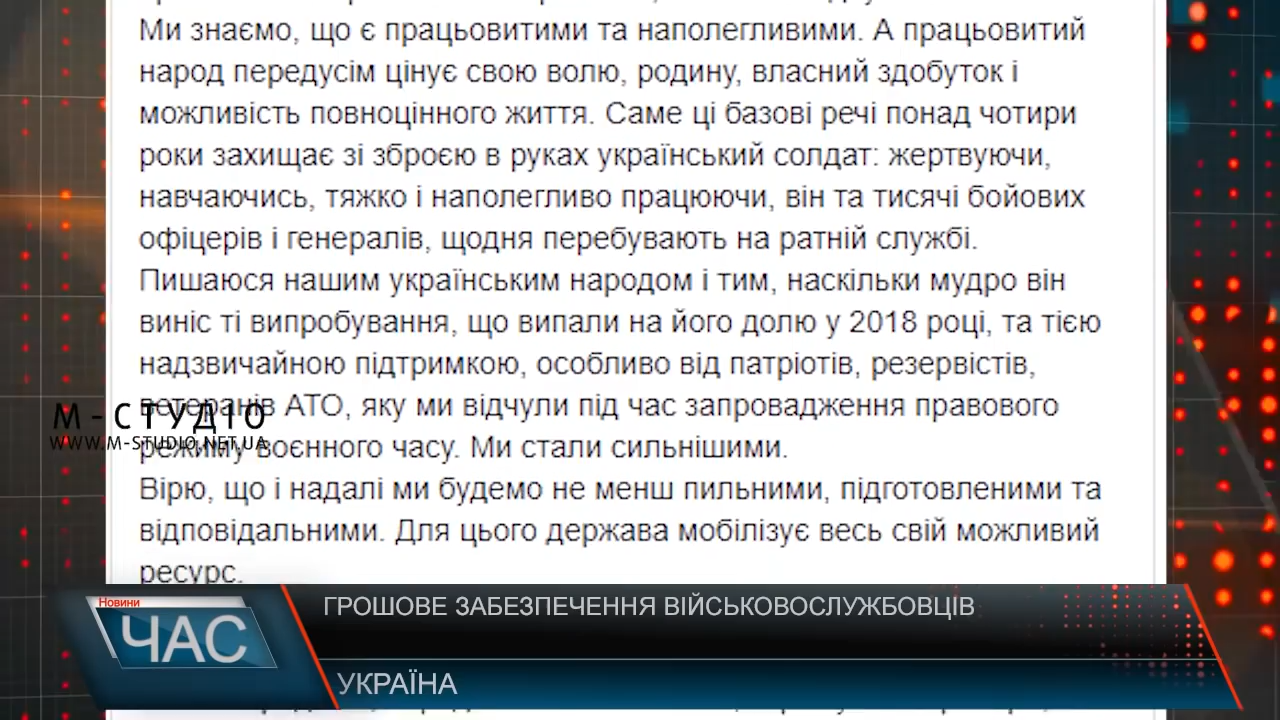 Ми знаємо, що є працьовитими та наполегливими. А працьовитий
народ передусім цінує свою волю, родину, власний здобуток і
можливість повноцінного життя. Саме ці базові речі понад чотири
роки захищає зі зброєю в руках український солдат: жертвуючи,
навчаючись, тяжко і наполегливо працюючи, він та тисячі бойових
офіцерів і генералів, щодня перебувають на ратній службі.
Пишаюся нашим українським народом і тим, наскільки мудро він
виніс ті випробування, що випали на його долю у 2018 році, та тією
надзвичайною підтримкою, особливо від патріотів, резервістів,
ветеранів АТО, яку ми відчули під час запровадження правового
режиму воєнного часу. Ми стали сильнішими.
Вірю, що і надалі ми будемо не менш пильними, підготовленими та
відповідальними. Для цього держава мобілізує весь свій можливий
ресурс.
М-СТУДІО
WWW.M-STUDIO.NET.UA
Новини
ЧАС
ГРОШОВЕ ЗАБЕЗПЕЧЕННЯ ВІЙСЬКОВОСЛУЖБОВЦІВ
УКРАЇНА